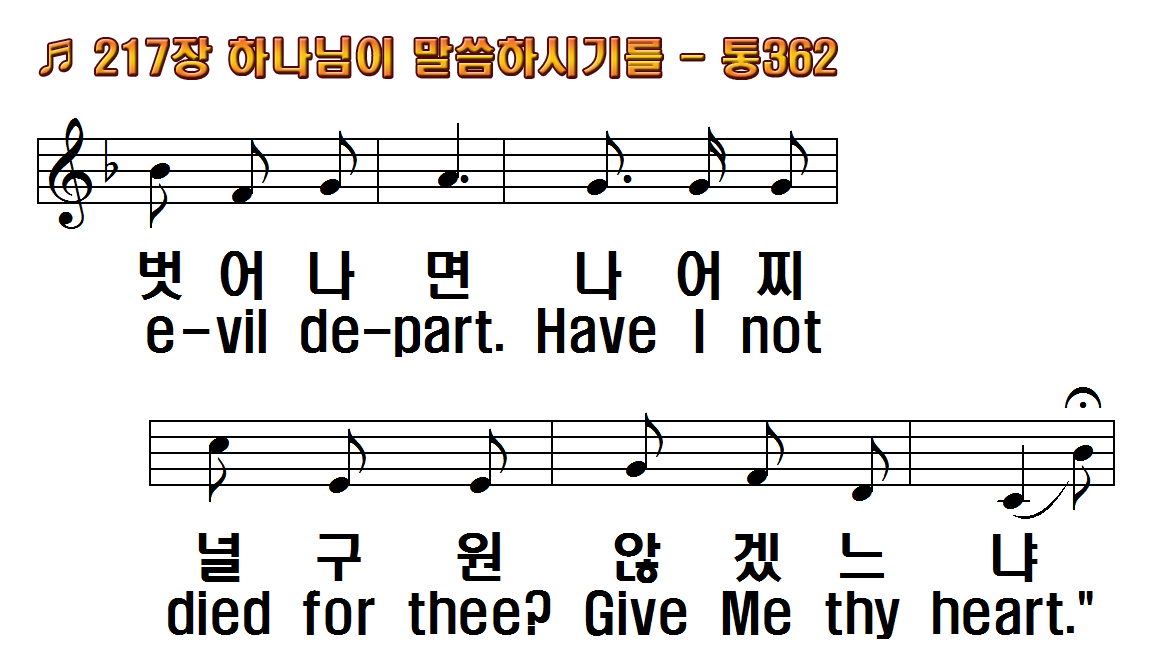 ♬ 217장 하나님이 말씀하시기를 - 통362
벗 어 나 면 나 어 찌
e-vil de-part. Have I not
널 구 원 않 겠 느 냐
died for thee? Give Me thy heart."